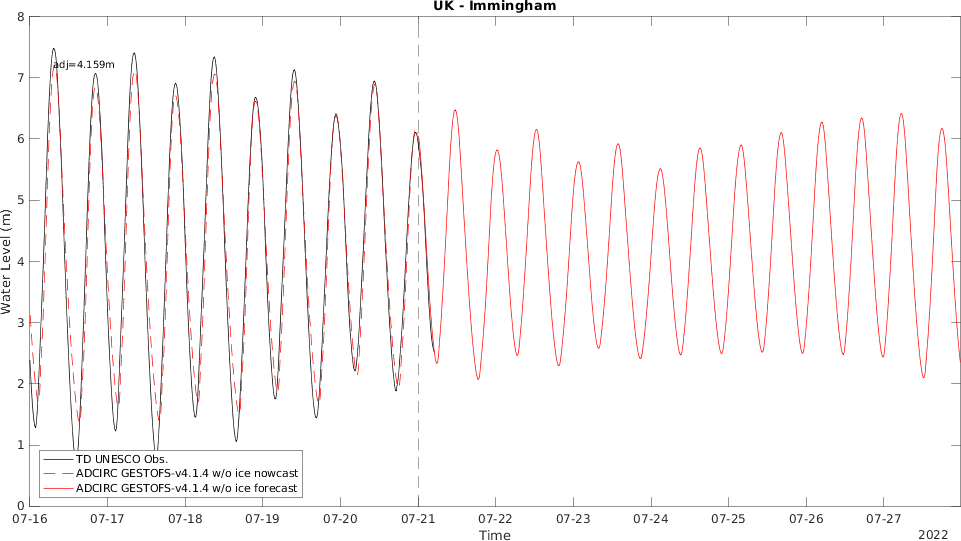 UK - Immingham
8
7
6
5
4
3
2
1
0
Water Level (m)
adj=4.159m
TD UNESCO Obs.
ADCIRC GESTOFS-v4.1.4 w/o ice nowcast
ADCIRC GESTOFS-v4.1.4 w/o ice forecast
07-16 07-17 07-18 07-19 07-20 07-21 07-22 07-23 07-24 07-25 07-26 07-27
Time
2022